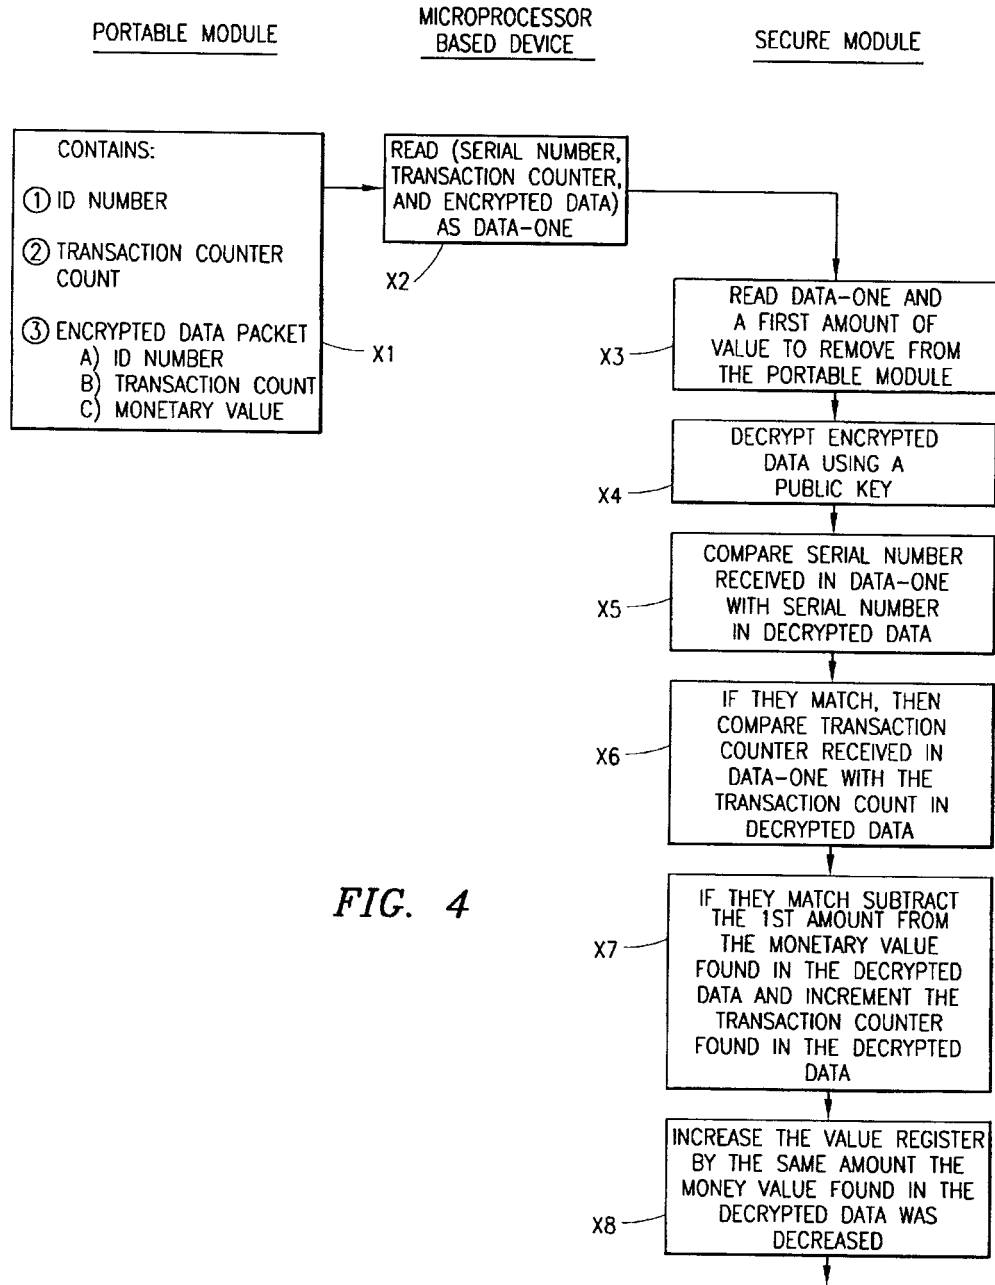 PORTABLE MODULE
MICROPROCESSOR
BASED DEVICE
SECURE MODULE
CONTAINS:
① ID NUMBER
② TRANSACTION COUNTER
COUNT
③ ENCRYPTED DATA PACKET
A) ID NUMBER
B) TRANSACTION COUNT
C) MONETARY VALUE
X1
READ (SERIAL NUMBER,
TRANSACTION COUNTER,
AND ENCRYPTED DATA)
AS DATA-ONE
X2
READ DATA-ONE AND
A FIRST AMOUNT OF
VALUE TO REMOVE FROM
THE PORTABLE MODULE
X3
DECRYPT ENCRYPTED
DATA USING A
PUBLIC KEY
X4
COMPARE SERIAL NUMBER
RECEIVED IN DATA-ONE
WITH SERIAL NUMBER
IN DECRYPTED DATA
X5
IF THEY MATCH, THEN
COMPARE TRANSACTION
COUNTER RECEIVED IN
DATA-ONE WITH THE
TRANSACTION COUNT IN
DECRYPTED DATA
X6
FIG. 4
IF THEY MATCH SUBTRACT
THE 1ST AMOUNT FROM
THE MONETARY VALUE
FOUND IN THE DECRYPTED
DATA AND INCREMENT THE
TRANSACTION COUNTER
FOUND IN THE DECRYPTED
DATA
X7
INCREASE THE VALUE REGISTER
BY THE SAME AMOUNT THE
MONEY VALUE FOUND IN THE
DECRYPTED DATA WAS
DECREASED
X8